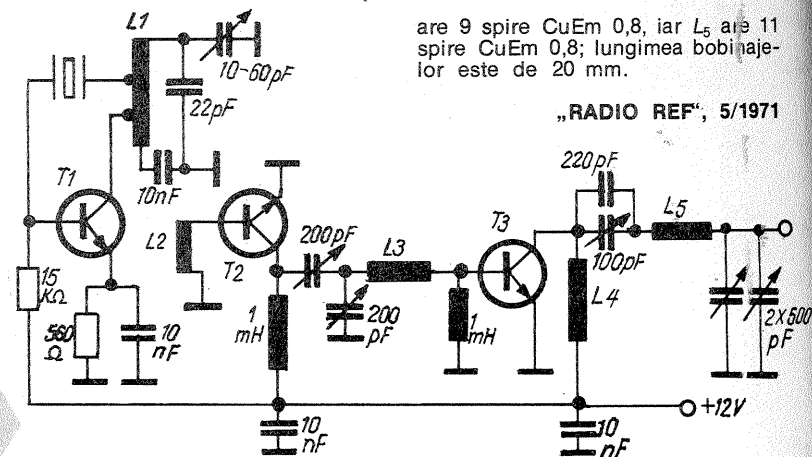 are 9 spire CuEm 0,8, iar L5 are 11
spire CuEm 0,8; lungimea bobinaje-
lor este de 20 mm.
„RADIO REF“, 5/1971
L1
10-60pF
22pF
10nF
T1
T2
L2
200pF
L3
200
pF
1
mH
1
mH
T3
220pF
100pF
L5
L4
2x500
pF
15
KΩ
560
Ω
10
nF
10
nF
10
nF
+12V